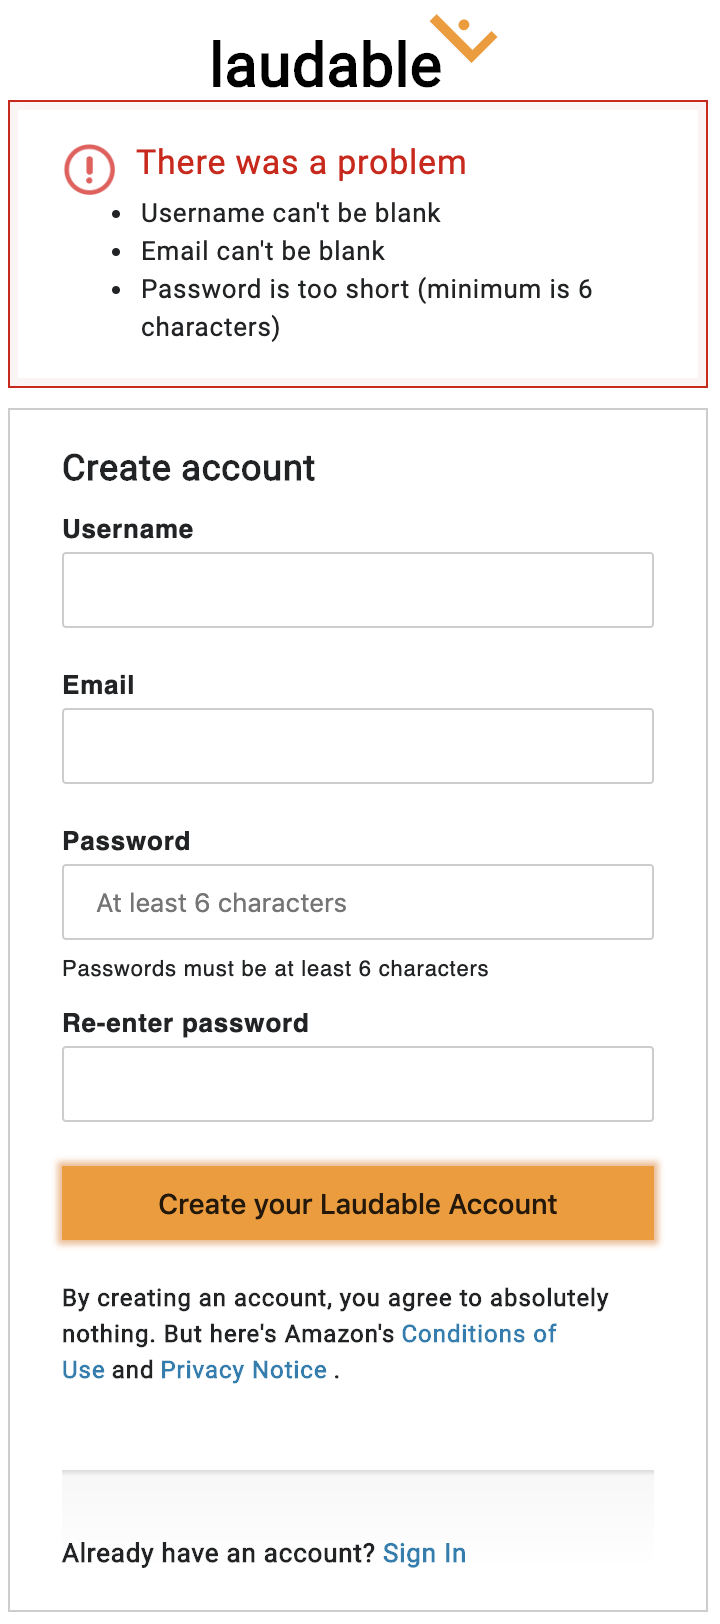 laudable
There was a problem
• Username can't be blank
• Email can't be blank
• Password is too short (minimum is 6
characters)
Create account
Username
Email
Password
At least 6 characters
Passwords must be at least 6 characters
Re-enter password
Create your Laudable Account
By creating an account, you agree to absolutely
nothing. But here's Amazon's Conditions of
Use and Privacy Notice .
Already have an account? Sign In